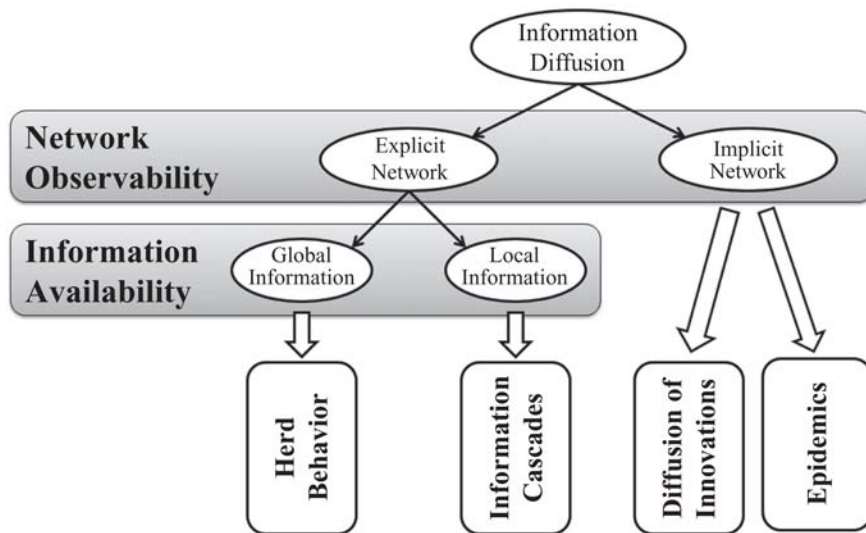 Information
Diffusion
Network
Observability
Explicit
Network
Implicit
Network
Information
Availability
Global
Information
Local
Information
Herd
Behavior
Information
Cascades
Diffusion of
Innovations
Epidemics